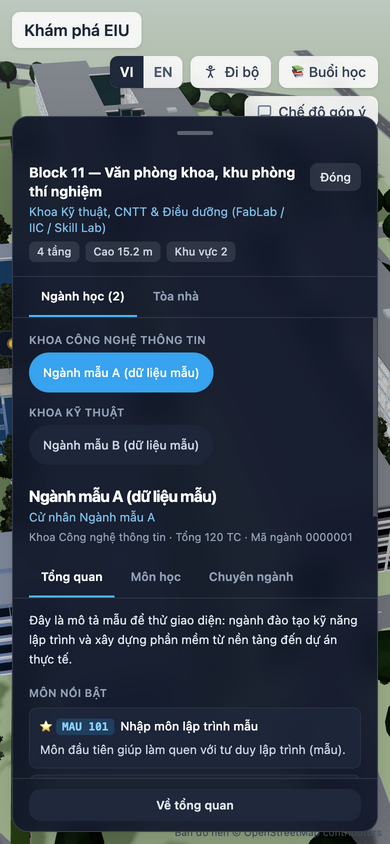 Khám phá EIU
VI EN Đi bộ 📚 Buổi học
Chế độ góp ý
Block 11 — Văn phòng khoa, khu phòng
thí nghiệm
Đóng
Khoa Kỹ thuật, CNTT & Điều dưỡng (FabLab /
IIC / Skill Lab)
4 tầng Cao 15.2 m Khu vực 2
Ngành học (2) Tòa nhà
KHOA CÔNG NGHỆ THÔNG TIN
Ngành mẫu A (dữ liệu mẫu)
KHOA KỸ THUẬT
Ngành mẫu B (dữ liệu mẫu)
Ngành mẫu A (dữ liệu mẫu)
Cử nhân Ngành mẫu A
Khoa Công nghệ thông tin · Tổng 120 TC · Mã ngành 0000001
Tổng quan Môn học Chuyên ngành
Đây là mô tả mẫu để thử giao diện: ngành đào tạo kỹ năng
lập trình và xây dựng phần mềm từ nền tảng đến dự án
thực tế.
MÔN NỔI BẬT
⭐ MAU 101 Nhập môn lập trình mẫu
Môn đầu tiên giúp làm quen với tư duy lập trình (mẫu).
Về tổng quan
Bản đồ nền © OpenStreetMap contributors